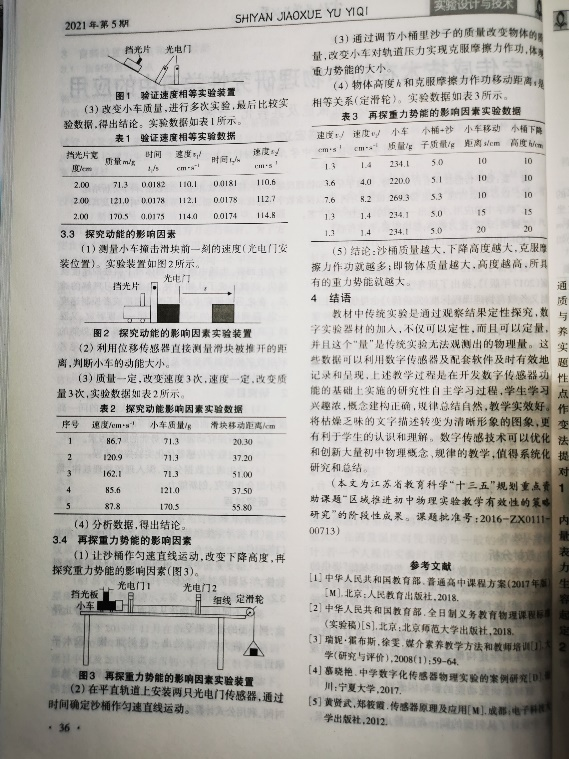 2021年第5期
SHIYAN JIAOXUE YU YIQI
实验设计与技术
挡光片 光电门
图1 验证速度相等实验装置
(3)改变小车质量,进行多次实验,最后比较实
验数据,得出结论。实验数据如表1所示。
表1 验证速度相等实验数据
挡光片宽度/cm 质量m/g 时间t₁/s 速度v₁/cm·s⁻¹ 时间t₂/s 速度v₂/cm·s⁻¹
2.00 71.3 0.0182 110.1 0.0181 110.6
2.00 121.0 0.0178 112.1 0.0178 112.7
2.00 170.5 0.0175 114.0 0.0174 114.8
3.3 探究动能的影响因素
(1)测量小车撞击滑块前一刻的速度(光电门安
装位置)。实验装置如图2所示。
挡光片 光电门
s
图2 探究动能的影响因素实验装置
(2)利用位移传感器直接测量滑块被推开的距
离,判断小车的动能大小。
(3)质量一定,改变速度3次,速度一定,改变质
量3次,实验数据如表2所示。
表2 探究动能影响因素实验数据
序号 速度/cm·s⁻¹ 小车质量/g 滑块移动距离/cm
1 86.7 71.3 20.30
2 120.9 71.3 37.20
3 162.1 71.3 51.00
4 85.6 121.0 37.50
5 87.8 170.5 55.80
(4)分析数据,得出结论。
3.4 再探重力势能的影响因素
(1)让沙桶作匀速直线运动,改变下降高度,再
探究重力势能的影响因素(图3)。
挡光板 光电门1 光电门2
小车 细线 定滑轮
图3 再探重力势能的影响因素实验装置
(2)在平直轨道上安装两只光电门传感器,通过
时间确定沙桶作匀速直线运动。
· 36 ·
(3)通过调节小桶里沙子的质量改变物体的
量,改变小车对轨道压力实现克服摩擦力作功,体
重力势能的大小。
(4)物体高度h和克服摩擦力作功移动距离s是
相等关系(定滑轮)。实验数据如表3所示。
表3 再探重力势能的影响因素实验数据
速度v₁/cm·s⁻¹ 速度v₂/cm·s⁻¹ 小车质量/g 小桶+沙子质量/g 小车移动距离s/cm 小桶下降高度h/cm
1.3 1.4 234.1 5.0 10 10
3.6 4.0 220.0 5.1 10 10
7.6 8.2 269.3 5.3 10 10
1.3 1.4 234.1 5.0 15 15
1.3 1.4 234.1 5.0 20 20
(5)结论:沙桶质量越大,下降高度越大,克服摩
擦力作功就越多;即物体质量越大,高度越高,所具
有的重力势能就越大。
4 结语
教材中传统实验是通过观察结果定性探究,数
字实验器材的加入,不仅可以定性,而且可以定量,
并且这个“量”是传统实验无法观测出的物理量。这
些数据可以利用数字传感器及配套软件及时有效地
记录和呈现,上述教学过程是在开发数字传感器功
能的基础上实施的研究性自主学习过程,学生学习
兴趣浓,概念建构正确,规律总结自然,教学实效好。
将枯燥乏味的文字描述转变为清晰形象的图象,更
有利于学生的认识和理解。数字传感技术可以优化
和创新大量初中物理概念、规律的教学,值得系统化
研究和总结。
(本文为江苏省教育科学“十三五”规划重点资
助课题“区域推进初中物理实验教学有效性的策略
研究”的阶段性成果。课题批准号:2016-ZX0111-
00713)
参考文献
[1] 中华人民共和国教育部.普通高中课程方案(2017年版)
[M].北京:人民教育出版社,2018.
[2] 中华人民共和国教育部.全日制义务教育物理课程标准
(实验稿)[S].北京:北京师范大学出版社,2018.
[3] 瑞妮·霍布斯,徐雯.媒介素养教学方法和教师培训[J].
学(研究与评价),2008(1):59-64.
[4] 慕晓艳.中学数字化传感器物理实验的案例研究[D].
川:宁夏大学,2017.
[5] 黄贤武,郑筱霞.传感器原理及应用[M].成都:电子科技
学出版社,2012.
通
质
与
养
实
题
性
点
作
变
法
提
对
1
内
量
表
力